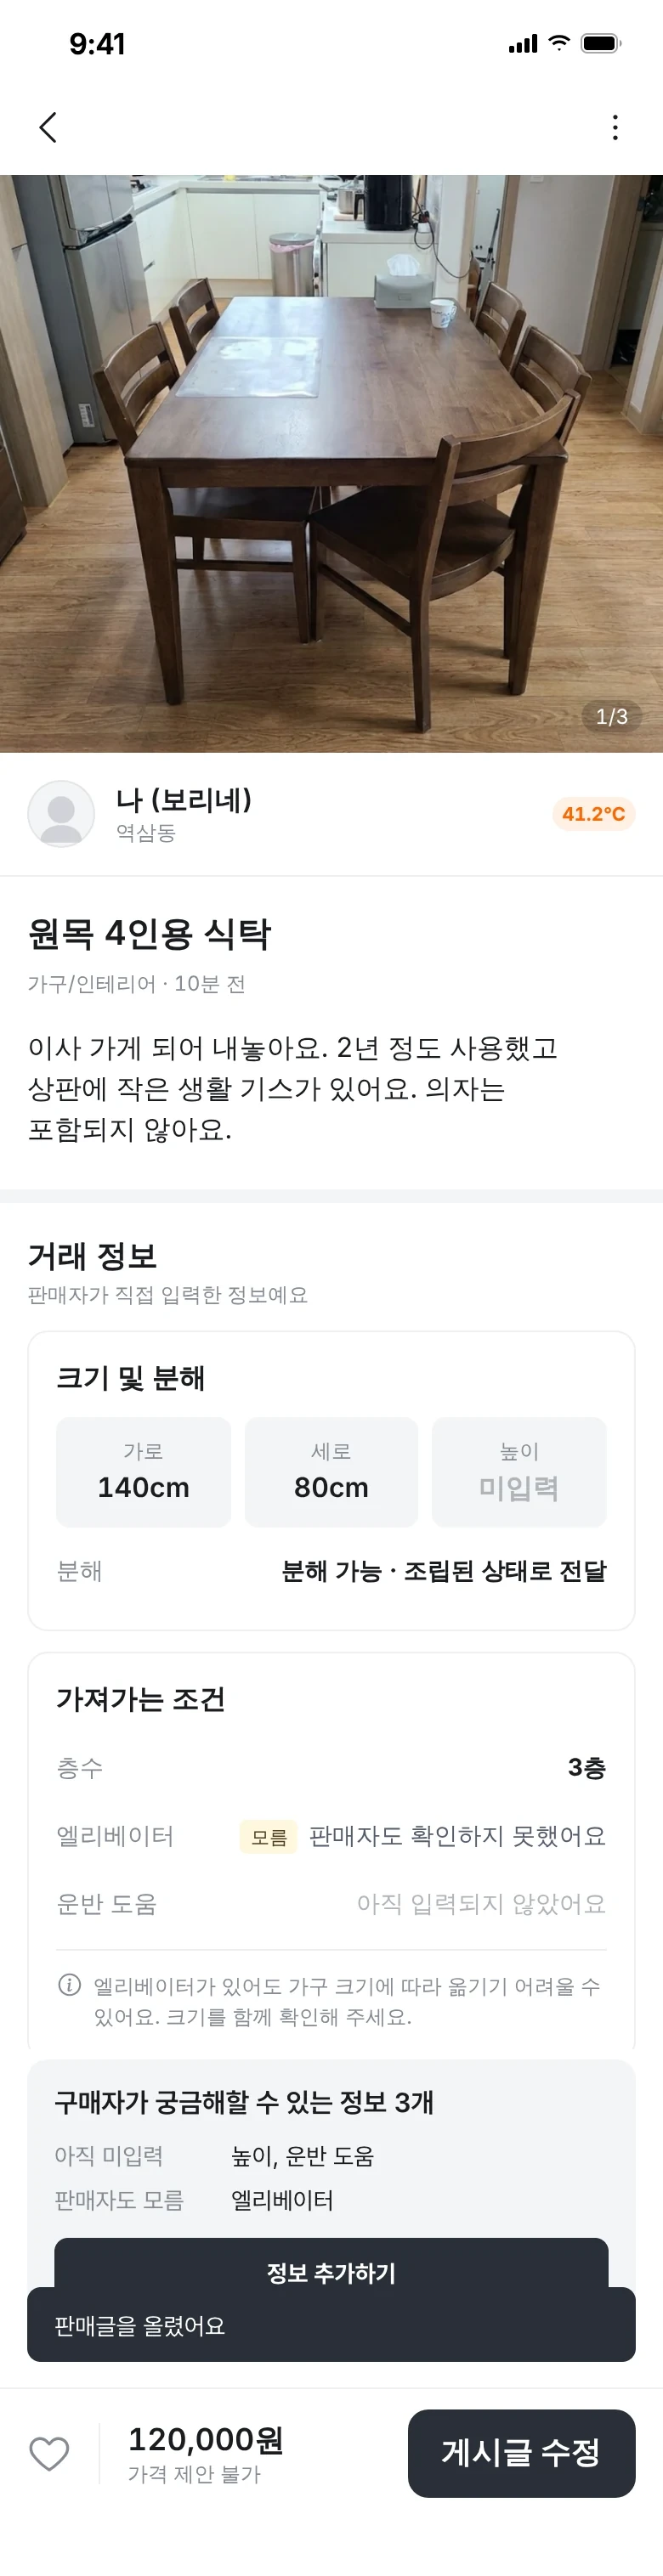 9:41
1/3
나 (보리네)
역삼동
41.2°C
원목 4인용 식탁
가구/인테리어 · 10분 전
이사 가게 되어 내놓아요. 2년 정도 사용했고
상판에 작은 생활 기스가 있어요. 의자는
포함되지 않아요.
거래 정보
판매자가 직접 입력한 정보예요
크기 및 분해
가로
140cm
세로
80cm
높이
미입력
분해
분해 가능 · 조립된 상태로 전달
가져가는 조건
층수
3층
엘리베이터
모름 판매자도 확인하지 못했어요
운반 도움
아직 입력되지 않았어요
엘리베이터가 있어도 가구 크기에 따라 옮기기 어려울 수
있어요. 크기를 함께 확인해 주세요.
구매자가 궁금해할 수 있는 정보 3개
아직 미입력
높이, 운반 도움
판매자도 모름
엘리베이터
정보 추가하기
판매글을 올렸어요
120,000원
가격 제안 불가
게시글 수정